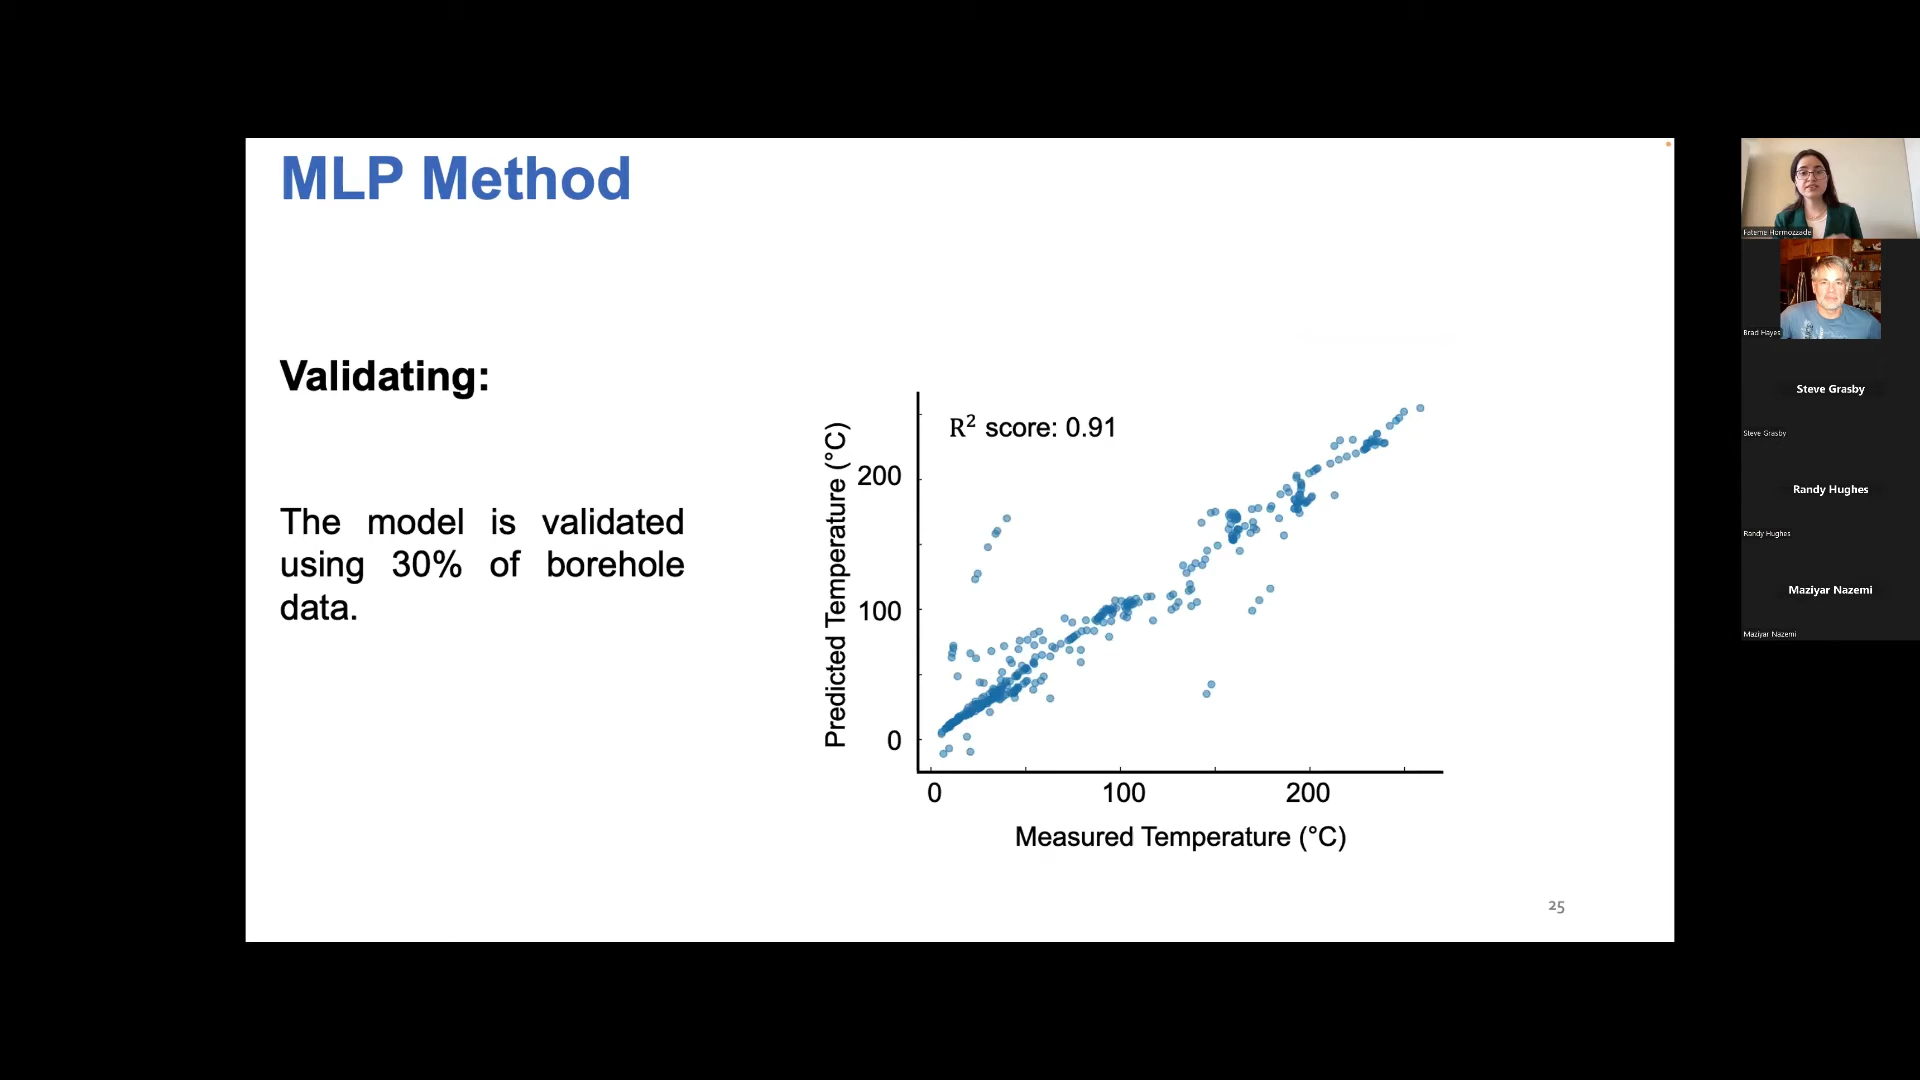 MLP Method
Validating:
The model is validated
using 30% of borehole
data.
R² score: 0.91
Predicted Temperature (°C)
200
100
0
0 100 200
Measured Temperature (°C)
25
Fateme Hormozzade
Brad Hayes
Steve Grasby
Steve Grasby
Randy Hughes
Randy Hughes
Maziyar Nazemi
Maziyar Nazemi